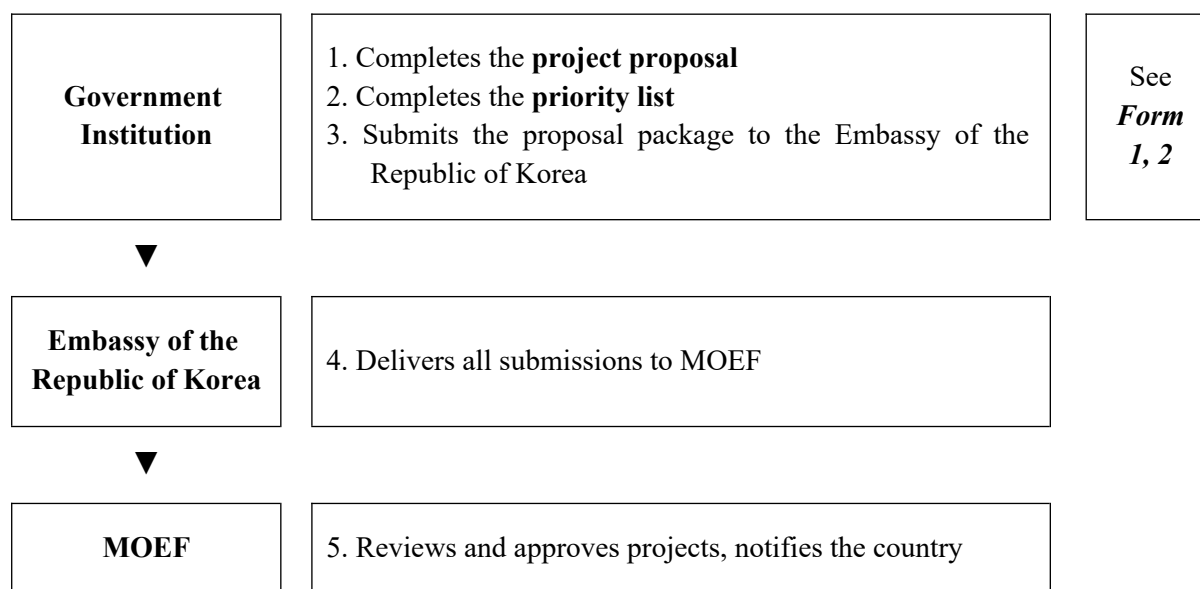 Government
Institution
1. Completes the project proposal
2. Completes the priority list
3. Submits the proposal package to the Embassy of the
Republic of Korea
See
Form
1, 2
▼
Embassy of the
Republic of Korea
4. Delivers all submissions to MOEF
▼
MOEF
5. Reviews and approves projects, notifies the country